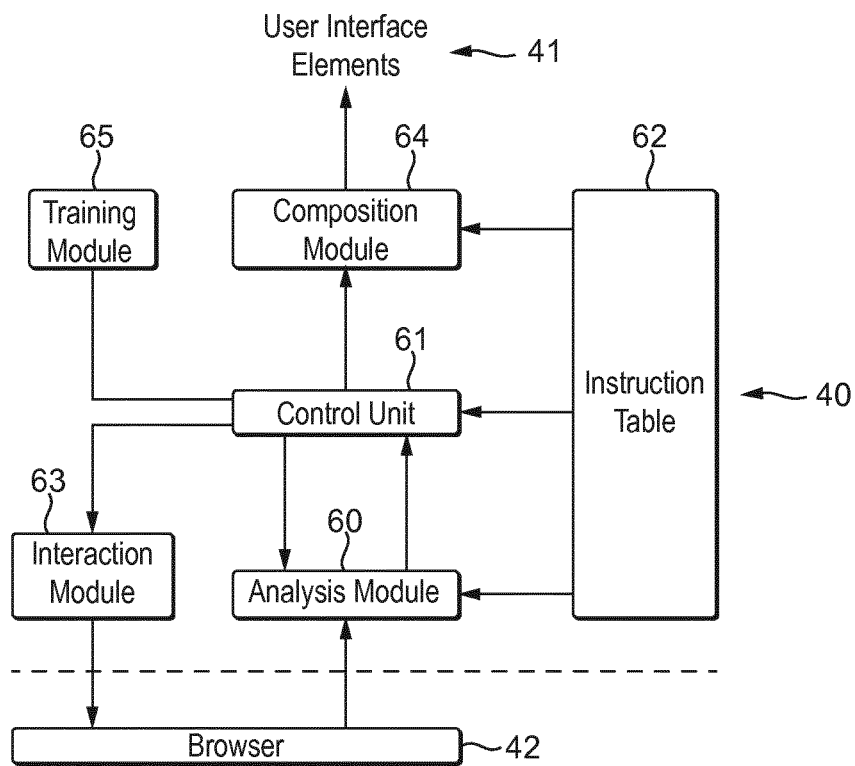 User Interface
Elements
41
65
64
62
Training
Module
Composition
Module
61
Control Unit
Instruction
Table
40
63
60
Interaction
Module
Analysis Module
Browser
42